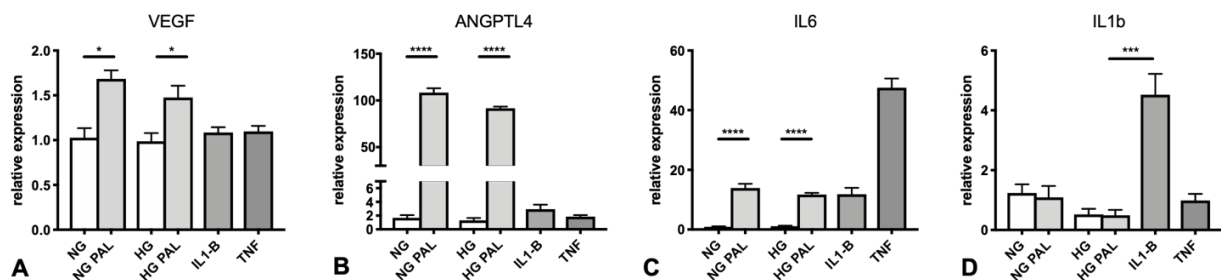 VEGF
relative expression
2.0
1.5
1.0
0.5
0.0
*
*
NG
NG PAL
HG
HG PAL
IL1-B
TNF
A
ANGPTL4
relative expression
150
100
50
6
4
2
0
****
****
NG
NG PAL
HG
HG PAL
IL1-B
TNF
B
IL6
relative expression
60
40
20
0
****
****
NG
NG PAL
HG
HG PAL
IL1-B
TNF
C
IL1b
relative expression
6
4
2
0
***
NG
NG PAL
HG
HG PAL
IL1-B
TNF
D